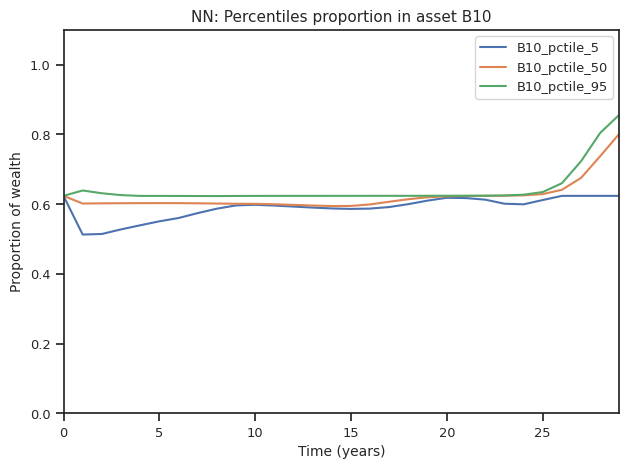 NN: Percentiles proportion in asset B10
B10_pctile_5
B10_pctile_50
B10_pctile_95
Proportion of wealth
1.0
0.8
0.6
0.4
0.2
0.0
0 5 10 15 20 25
Time (years)